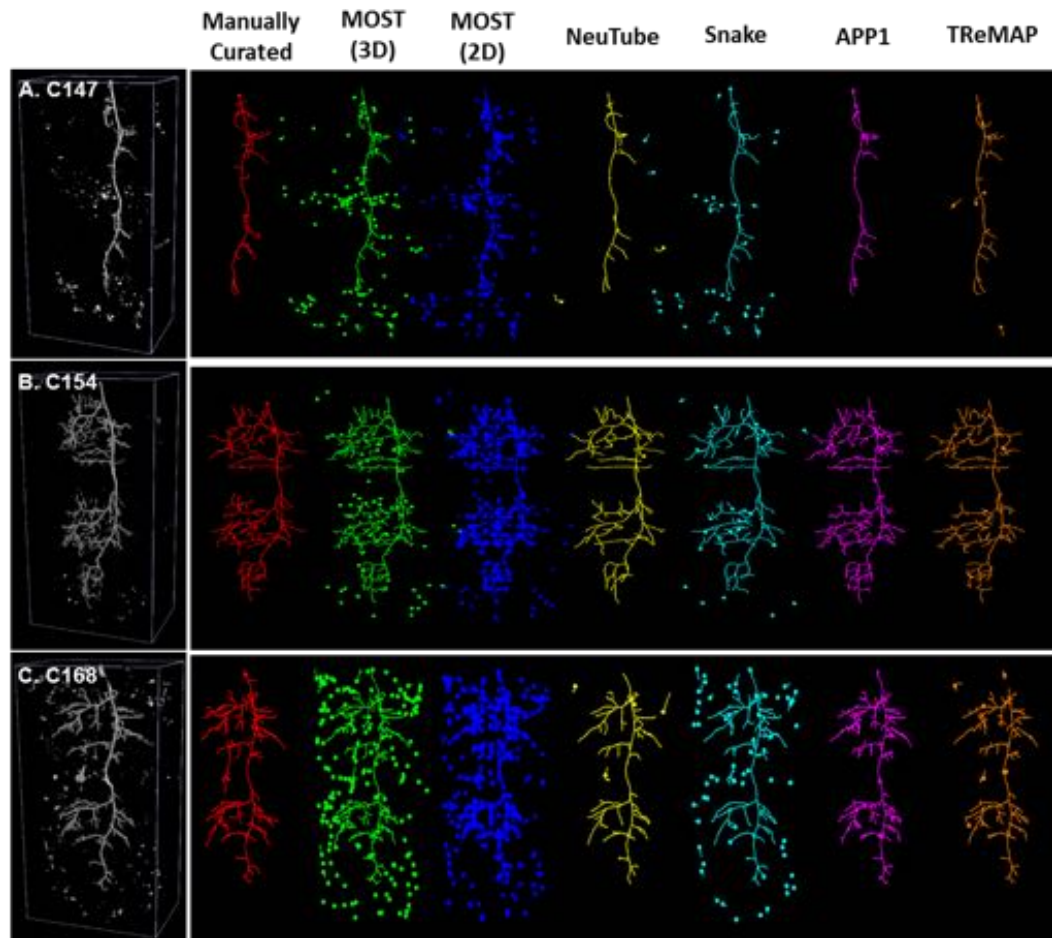 Manually Curated
MOST (3D)
MOST (2D)
NeuTube
Snake
APP1
TReMAP
A. C147
B. C154
C. C168